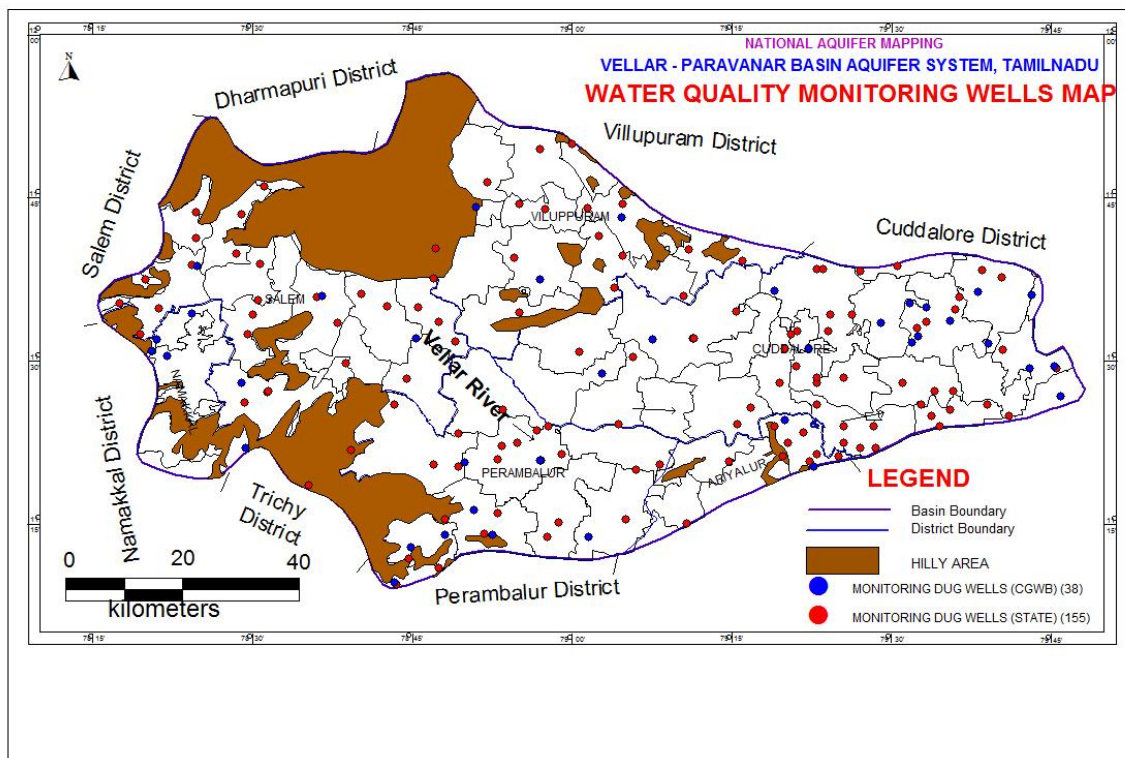 NATIONAL AQUIFER MAPPING
VELLAR - PARAVANAR BASIN AQUIFER SYSTEM, TAMILNADU
WATER QUALITY MONITORING WELLS MAP
N
Dharmapuri District
Villupuram District
Salem District
Cuddalore District
VILUPPURAM
SALEM
Vellar River
CUDDALORE
Namakkal District
PERAMBALUR
ARIYALUR
Trichy
District
Perambalur District
0 20 40
kilometers
LEGEND
Basin Boundary
District Boundary
HILLY AREA
MONITORING DUG WELLS (CGWB) (38)
MONITORING DUG WELLS (STATE) (155)